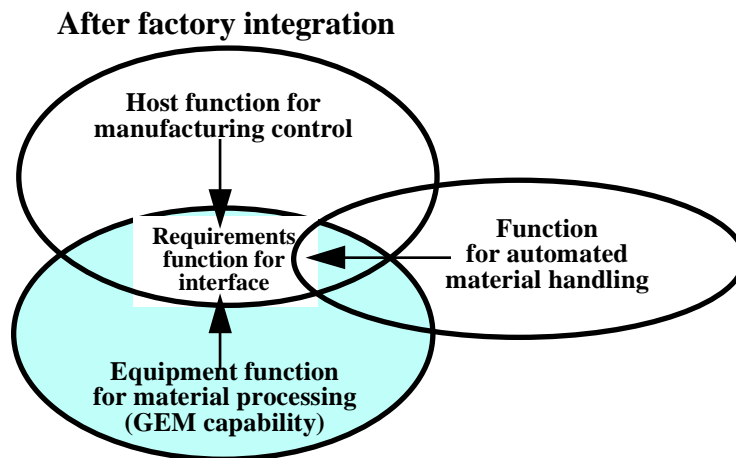 After factory integration
Host function for
manufacturing control
Requirements
function for
interface
Function
for automated
material handling
Equipment function
for material processing
(GEM capability)